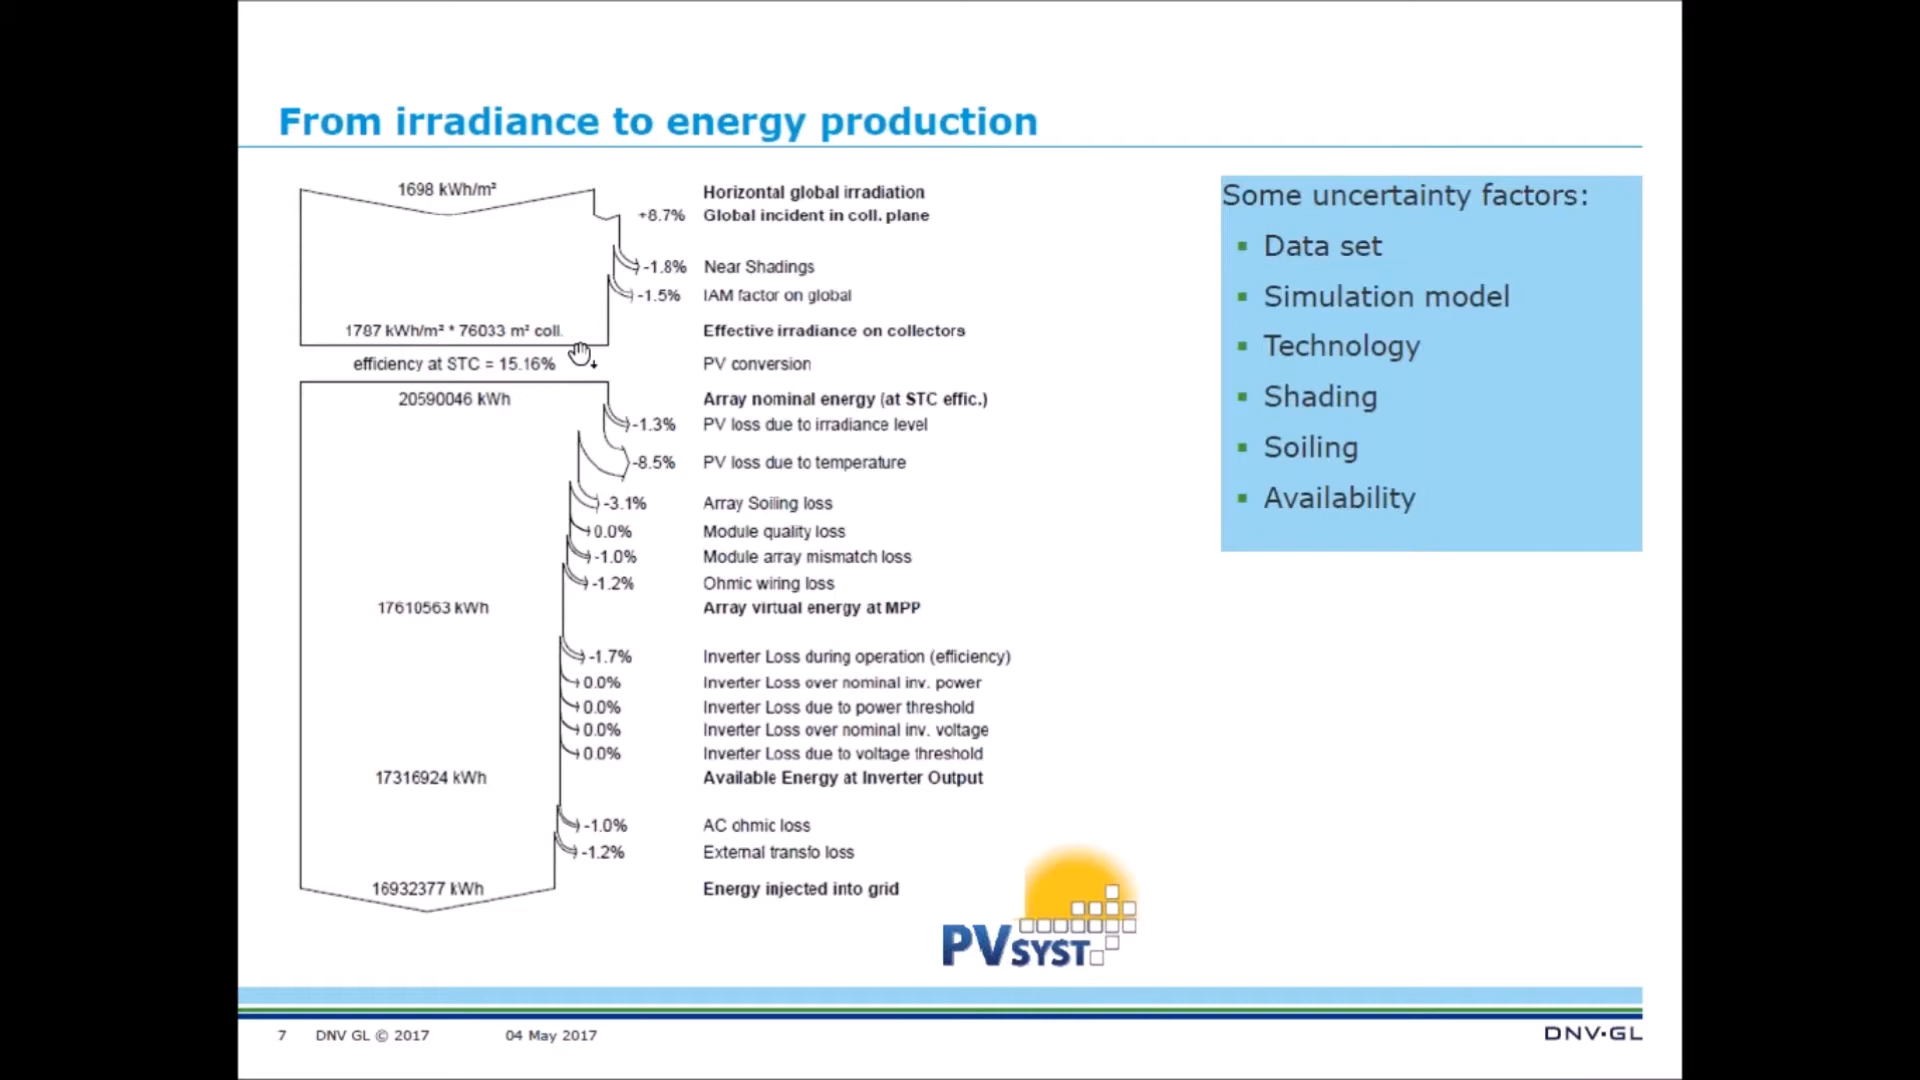 From irradiance to energy production
1698 kWh/m²
Horizontal global irradiation
+8.7% Global incident in coll. plane
-1.8% Near Shadings
-1.5% IAM factor on global
1787 kWh/m² * 76033 m² coll.
Effective irradiance on collectors
efficiency at STC = 15.16%
PV conversion
20590046 kWh
Array nominal energy (at STC effic.)
-1.3% PV loss due to irradiance level
-8.5% PV loss due to temperature
-3.1% Array Soiling loss
0.0% Module quality loss
-1.0% Module array mismatch loss
-1.2% Ohmic wiring loss
17610563 kWh
Array virtual energy at MPP
-1.7% Inverter Loss during operation (efficiency)
0.0% Inverter Loss over nominal inv. power
0.0% Inverter Loss due to power threshold
0.0% Inverter Loss over nominal inv. voltage
0.0% Inverter Loss due to voltage threshold
17316924 kWh
Available Energy at Inverter Output
-1.0% AC ohmic loss
-1.2% External transfo loss
16932377 kWh
Energy injected into grid
PVSYST
Some uncertainty factors:
Data set
Simulation model
Technology
Shading
Soiling
Availability
7 DNV GL © 2017 04 May 2017
DNV·GL